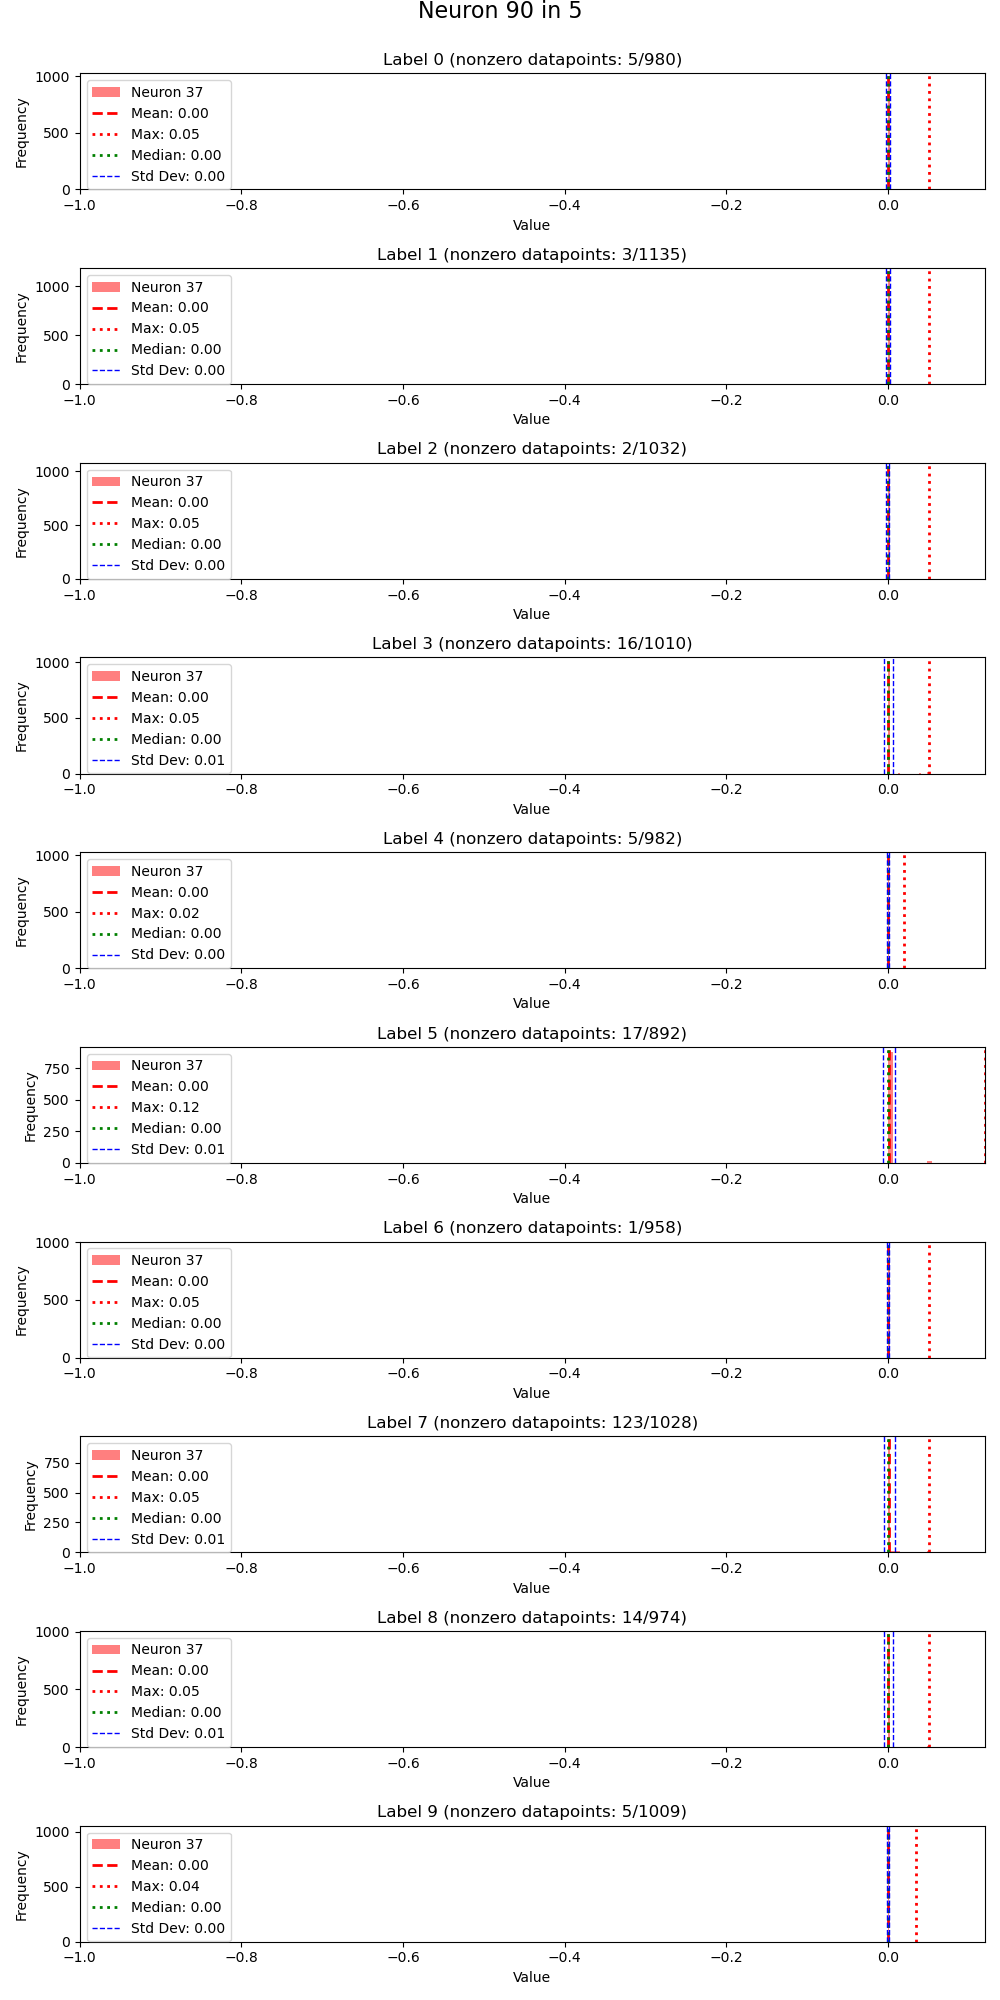 Neuron 90 in 5
Label 0 (nonzero datapoints: 5/980)
Neuron 37
Mean: 0.00
Max: 0.05
Median: 0.00
Std Dev: 0.00
Frequency
1000
500
0
−1.0 −0.8 −0.6 −0.4 −0.2 0.0
Value
Label 1 (nonzero datapoints: 3/1135)
Neuron 37
Mean: 0.00
Max: 0.05
Median: 0.00
Std Dev: 0.00
Frequency
1000
500
0
−1.0 −0.8 −0.6 −0.4 −0.2 0.0
Value
Label 2 (nonzero datapoints: 2/1032)
Neuron 37
Mean: 0.00
Max: 0.05
Median: 0.00
Std Dev: 0.00
Frequency
1000
500
0
−1.0 −0.8 −0.6 −0.4 −0.2 0.0
Value
Label 3 (nonzero datapoints: 16/1010)
Neuron 37
Mean: 0.00
Max: 0.05
Median: 0.00
Std Dev: 0.01
Frequency
1000
500
0
−1.0 −0.8 −0.6 −0.4 −0.2 0.0
Value
Label 4 (nonzero datapoints: 5/982)
Neuron 37
Mean: 0.00
Max: 0.02
Median: 0.00
Std Dev: 0.00
Frequency
1000
500
0
−1.0 −0.8 −0.6 −0.4 −0.2 0.0
Value
Label 5 (nonzero datapoints: 17/892)
Neuron 37
Mean: 0.00
Max: 0.12
Median: 0.00
Std Dev: 0.01
Frequency
750
500
250
0
−1.0 −0.8 −0.6 −0.4 −0.2 0.0
Value
Label 6 (nonzero datapoints: 1/958)
Neuron 37
Mean: 0.00
Max: 0.05
Median: 0.00
Std Dev: 0.00
Frequency
1000
500
0
−1.0 −0.8 −0.6 −0.4 −0.2 0.0
Value
Label 7 (nonzero datapoints: 123/1028)
Neuron 37
Mean: 0.00
Max: 0.05
Median: 0.00
Std Dev: 0.01
Frequency
750
500
250
0
−1.0 −0.8 −0.6 −0.4 −0.2 0.0
Value
Label 8 (nonzero datapoints: 14/974)
Neuron 37
Mean: 0.00
Max: 0.05
Median: 0.00
Std Dev: 0.01
Frequency
1000
500
0
−1.0 −0.8 −0.6 −0.4 −0.2 0.0
Value
Label 9 (nonzero datapoints: 5/1009)
Neuron 37
Mean: 0.00
Max: 0.04
Median: 0.00
Std Dev: 0.00
Frequency
1000
500
0
−1.0 −0.8 −0.6 −0.4 −0.2 0.0
Value